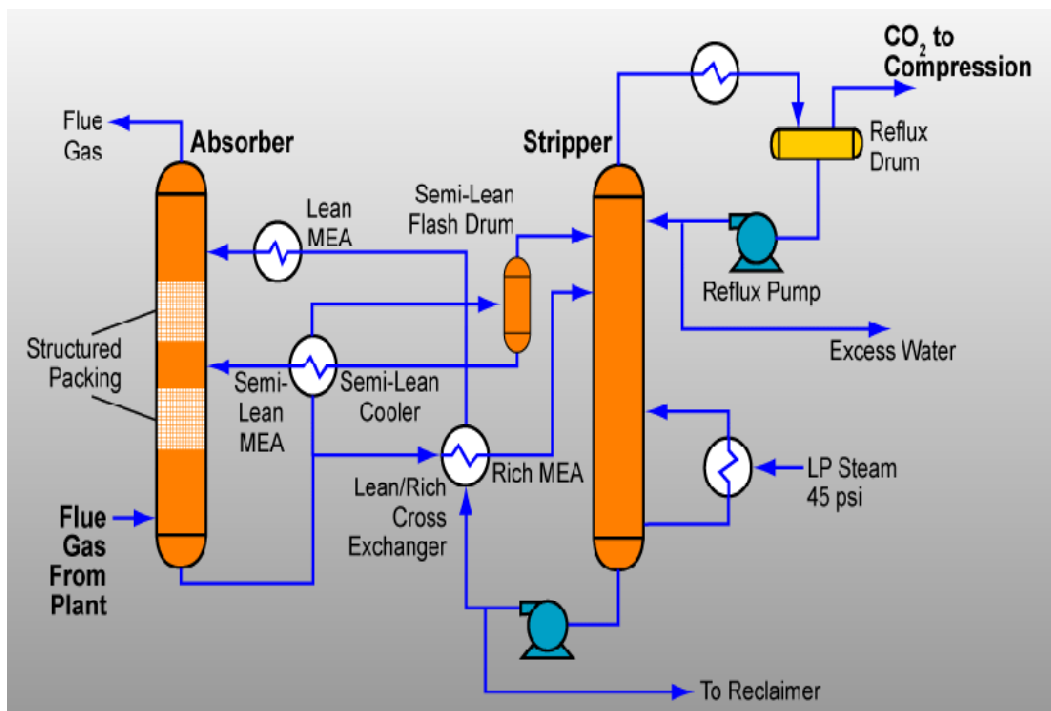 CO₂ to
Compression
Flue
Gas
Absorber
Stripper
Reflux
Drum
Semi-Lean
Flash Drum
Lean
MEA
Reflux Pump
Structured
Packing
Excess Water
Semi-
Lean
MEA
Semi-Lean
Cooler
Rich MEA
LP Steam
45 psi
Lean/Rich
Cross
Exchanger
Flue
Gas
From
Plant
To Reclaimer